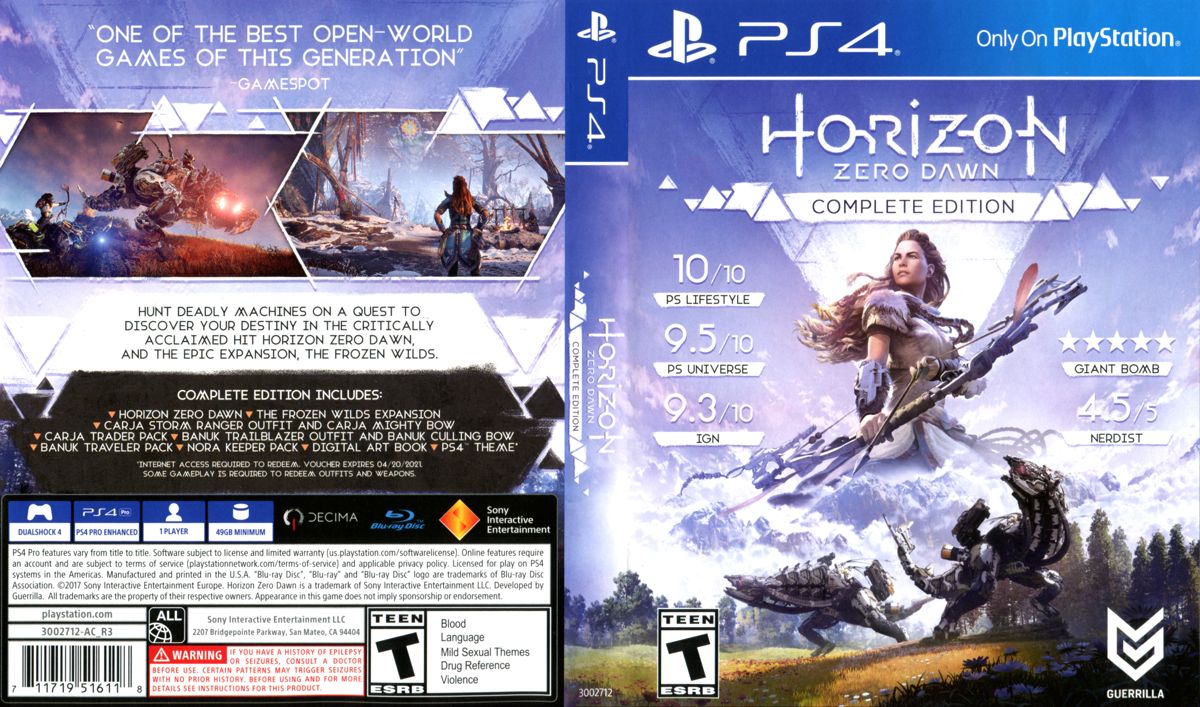 "ONE OF THE BEST OPEN-WORLD
GAMES OF THIS GENERATION"
–GAMESPOT
HUNT DEADLY MACHINES ON A QUEST TO
DISCOVER YOUR DESTINY IN THE CRITICALLY
ACCLAIMED HIT HORIZON ZERO DAWN,
AND THE EPIC EXPANSION, THE FROZEN WILDS.
COMPLETE EDITION INCLUDES:
▼ HORIZON ZERO DAWN ▼ THE FROZEN WILDS EXPANSION
▼ CARJA STORM RANGER OUTFIT AND CARJA MIGHTY BOW
▼ CARJA TRADER PACK ▼ BANUK TRAILBLAZER OUTFIT AND BANUK CULLING BOW
▼ BANUK TRAVELER PACK ▼ NORA KEEPER PACK ▼ DIGITAL ART BOOK ▼ PS4™ THEME*
*INTERNET ACCESS REQUIRED TO REDEEM. VOUCHER EXPIRES 04/20/2021.
SOME GAMEPLAY IS REQUIRED TO REDEEM OUTFITS AND WEAPONS.
DUALSHOCK 4
PS4 Pro
PS4 PRO ENHANCED
1 PLAYER
49GB MINIMUM
DECIMA
Blu-ray Disc™
Sony
Interactive
Entertainment
PS4 Pro features vary from title to title. Software subject to license and limited warranty (us.playstation.com/softwarelicense). Online features require
an account and are subject to terms of service (playstationnetwork.com/terms-of-service) and applicable privacy policy. Licensed for play on PS4
systems in the Americas. Manufactured and printed in the U.S.A. "Blu-ray Disc", "Blu-ray" and "Blu-ray Disc" logo are trademarks of Blu-ray Disc
Association. ©2017 Sony Interactive Entertainment Europe. Horizon Zero Dawn is a trademark of Sony Interactive Entertainment LLC. Developed by
Guerrilla. All trademarks are the property of their respective owners. Appearance in this game does not imply sponsorship or endorsement.
playstation.com
3002712-AC_R3
7 11719 51611 8
ALL
Sony Interactive Entertainment LLC
2207 Bridgepointe Parkway, San Mateo, CA 94404
WARNING
IF YOU HAVE A HISTORY OF EPILEPSY
OR SEIZURES, CONSULT A DOCTOR
BEFORE USE. CERTAIN PATTERNS MAY TRIGGER SEIZURES
WITH NO PRIOR HISTORY. BEFORE USING AND FOR MORE
DETAILS SEE INSTRUCTIONS FOR THIS PRODUCT.
TEEN
T
ESRB
Blood
Language
Mild Sexual Themes
Drug Reference
Violence
PS4
HORIZON
ZERO DAWN
COMPLETE EDITION
3002712
PS4®
Only On PlayStation®
HORIZON
ZERO DAWN
COMPLETE EDITION
10/10
PS LIFESTYLE
9.5/10
PS UNIVERSE
9.3/10
IGN
★★★★★
GIANT BOMB
4.5/5
NERDIST
TEEN
T
ESRB
GUERRILLA